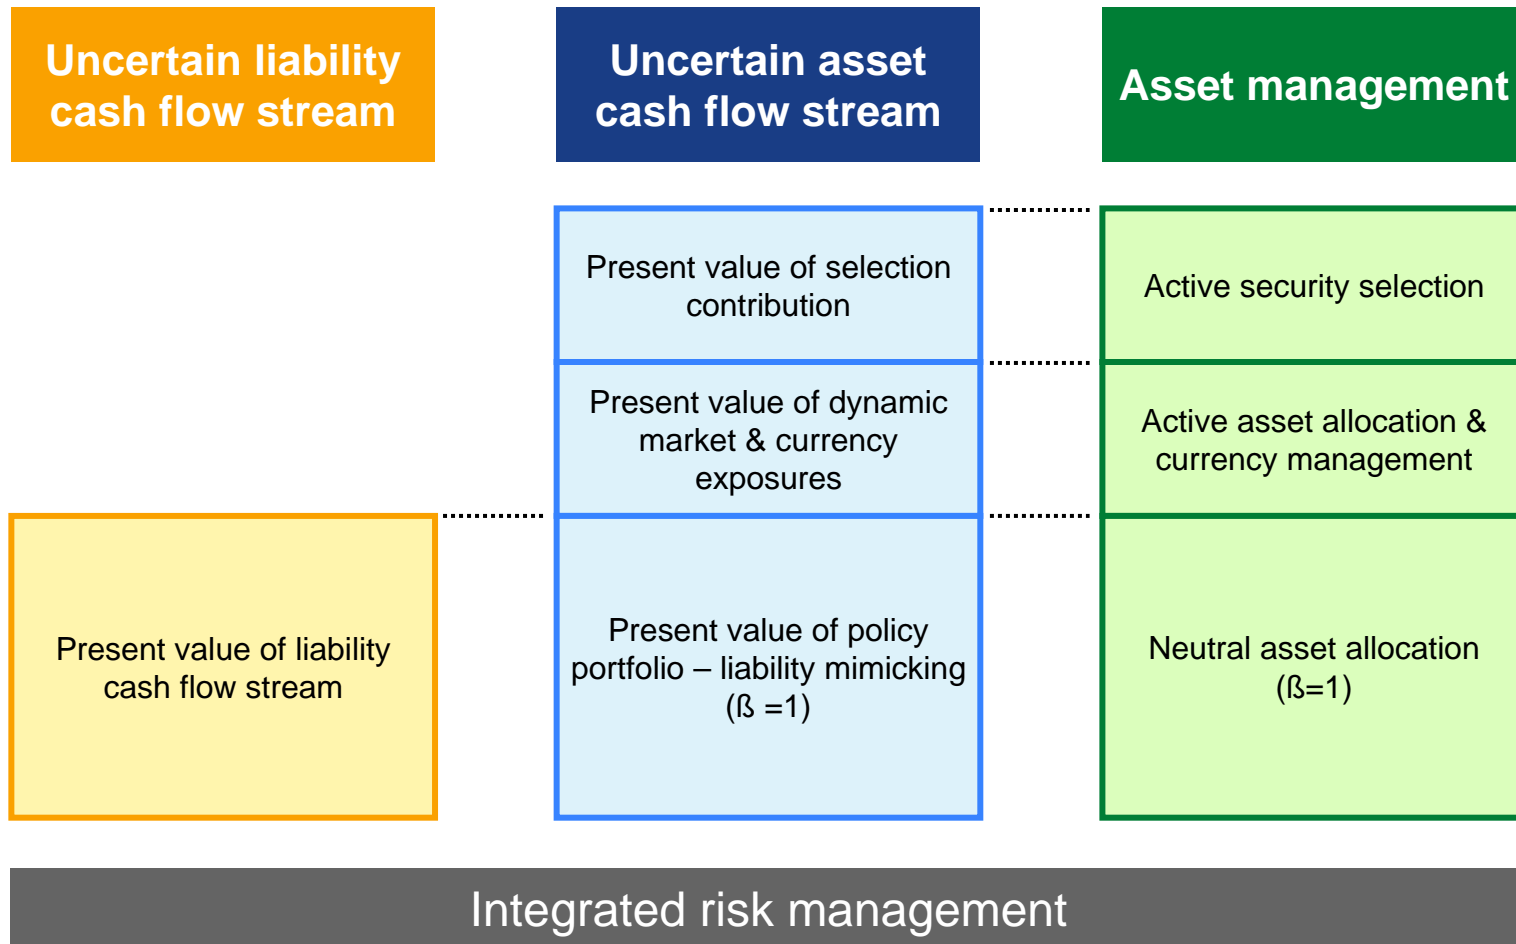 Uncertain liability
cash flow stream
Uncertain asset
cash flow stream
Asset management
Present value of selection
contribution
Active security selection
Present value of dynamic
market & currency
exposures
Active asset allocation &
currency management
Present value of liability
cash flow stream
Present value of policy
portfolio – liability mimicking
(ß =1)
Neutral asset allocation
(ß=1)
Integrated risk management